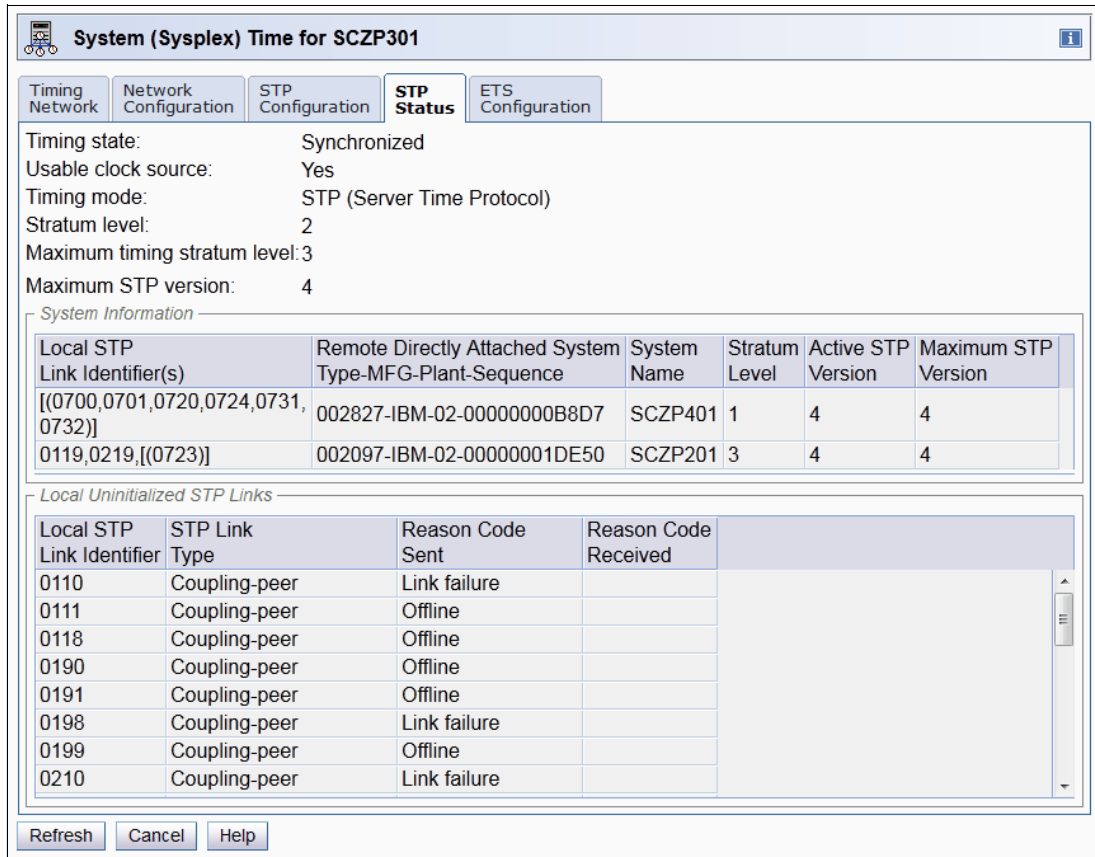 System (Sysplex) Time for SCZP301
i
Timing Network
Network Configuration
STP Configuration
STP Status
ETS Configuration
Timing state: Synchronized
Usable clock source: Yes
Timing mode: STP (Server Time Protocol)
Stratum level: 2
Maximum timing stratum level: 3
Maximum STP version: 4
System Information
Local STP Link Identifier(s) Remote Directly Attached System Type-MFG-Plant-Sequence System Name Stratum Level Active STP Version Maximum STP Version
[(0700,0701,0720,0724,0731,0732)] 002827-IBM-02-00000000B8D7 SCZP401 1 4 4
0119,0219,[(0723)] 002097-IBM-02-00000001DE50 SCZP201 3 4 4
Local Uninitialized STP Links
Local STP Link Identifier STP Link Type Reason Code Sent Reason Code Received
0110 Coupling-peer Link failure
0111 Coupling-peer Offline
0118 Coupling-peer Offline
0190 Coupling-peer Offline
0191 Coupling-peer Offline
0198 Coupling-peer Link failure
0199 Coupling-peer Offline
0210 Coupling-peer Link failure
Refresh Cancel Help